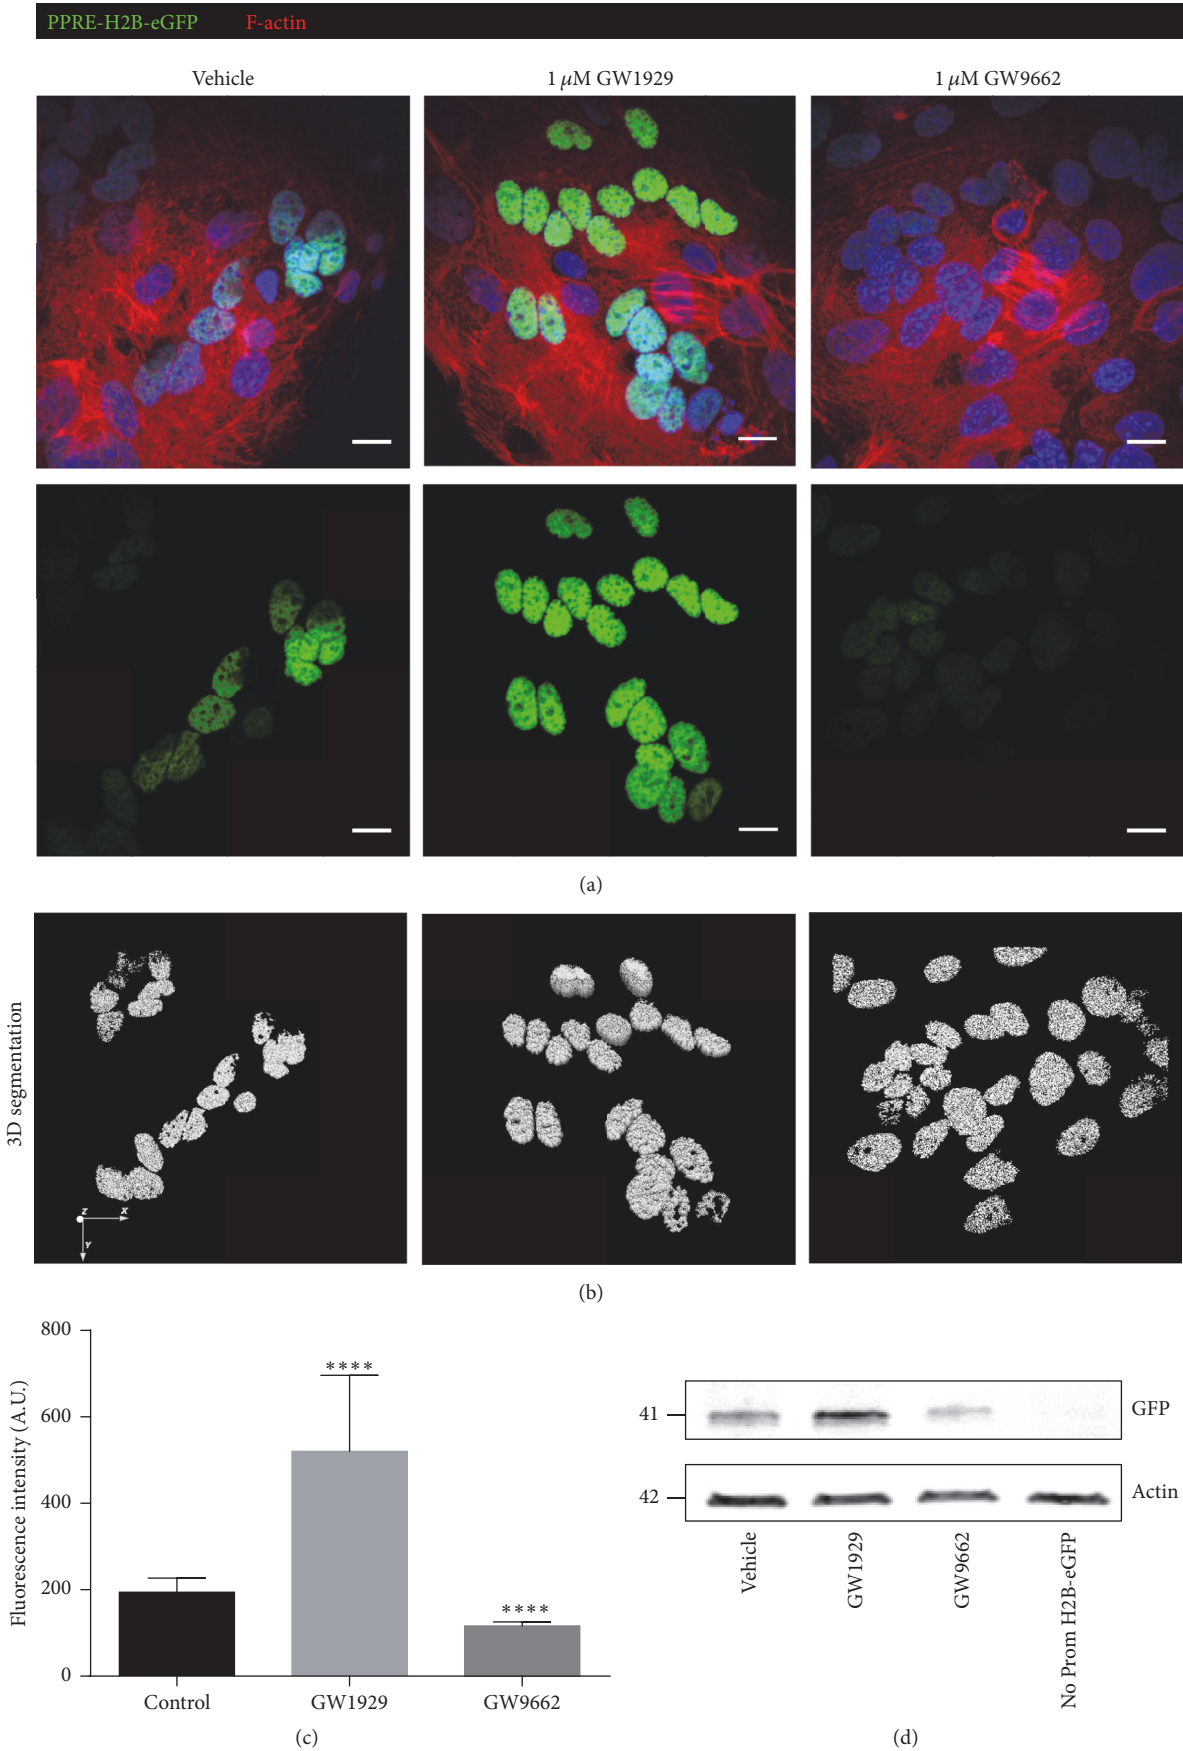 PPRE-H2B-eGFP F-actin
Vehicle 1 μM GW1929 1 μM GW9662
(a)
3D segmentation
Z X
Y
(b)
Fluorescence intensity (A.U.)
800
600
400
200
0
****
****
Control GW1929 GW9662
(c)
41 GFP
42 Actin
Vehicle
GW1929
GW9662
No Prom H2B-eGFP
(d)